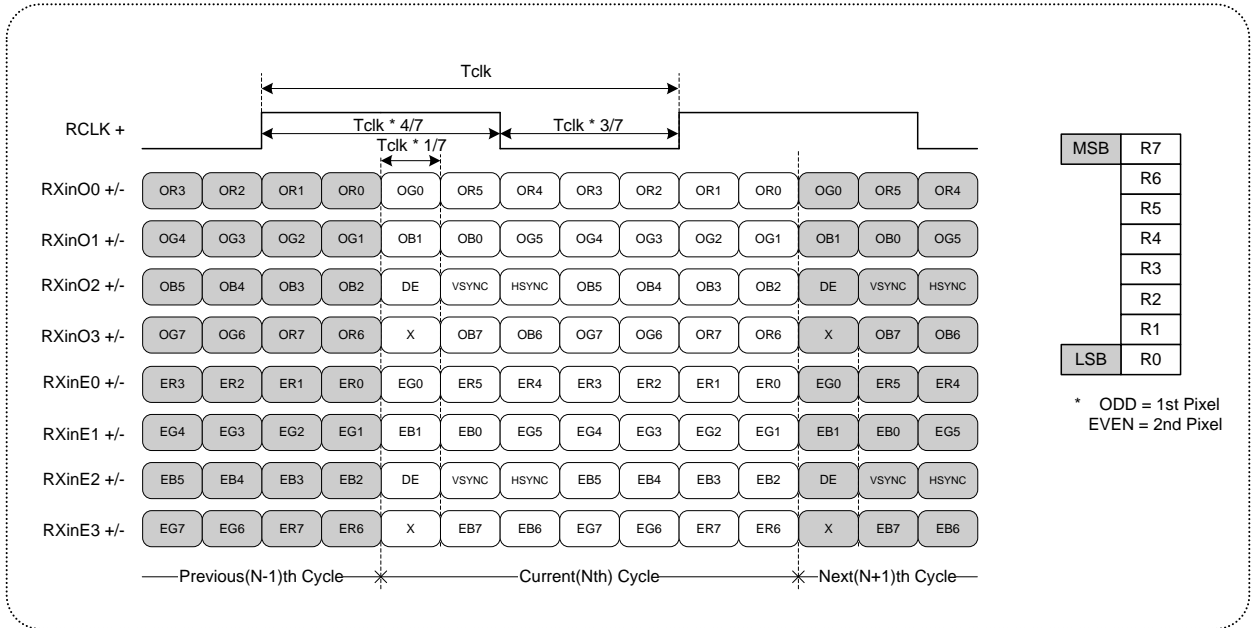 Tclk
RCLK +
Tclk * 4/7
Tclk * 3/7
Tclk * 1/7
RXinO0 +/- OR3 OR2 OR1 OR0 OG0 OR5 OR4 OR3 OR2 OR1 OR0 OG0 OR5 OR4
RXinO1 +/- OG4 OG3 OG2 OG1 OB1 OB0 OG5 OG4 OG3 OG2 OG1 OB1 OB0 OG5
RXinO2 +/- OB5 OB4 OB3 OB2 DE VSYNC HSYNC OB5 OB4 OB3 OB2 DE VSYNC HSYNC
RXinO3 +/- OG7 OG6 OR7 OR6 X OB7 OB6 OG7 OG6 OR7 OR6 X OB7 OB6
RXinE0 +/- ER3 ER2 ER1 ER0 EG0 ER5 ER4 ER3 ER2 ER1 ER0 EG0 ER5 ER4
RXinE1 +/- EG4 EG3 EG2 EG1 EB1 EB0 EG5 EG4 EG3 EG2 EG1 EB1 EB0 EG5
RXinE2 +/- EB5 EB4 EB3 EB2 DE VSYNC HSYNC EB5 EB4 EB3 EB2 DE VSYNC HSYNC
RXinE3 +/- EG7 EG6 ER7 ER6 X EB7 EB6 EG7 EG6 ER7 ER6 X EB7 EB6
Previous(N-1)th Cycle Current(Nth) Cycle Next(N+1)th Cycle
MSB R7
R6
R5
R4
R3
R2
R1
LSB R0
* ODD = 1st Pixel
EVEN = 2nd Pixel